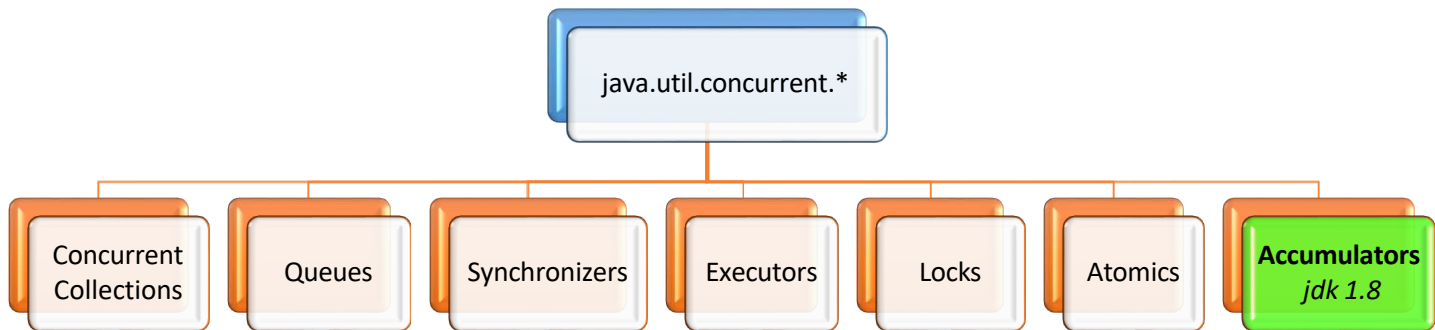 java.util.concurrent.*
Concurrent
Collections
Queues
Synchronizers
Executors
Locks
Atomics
Accumulators
jdk 1.8